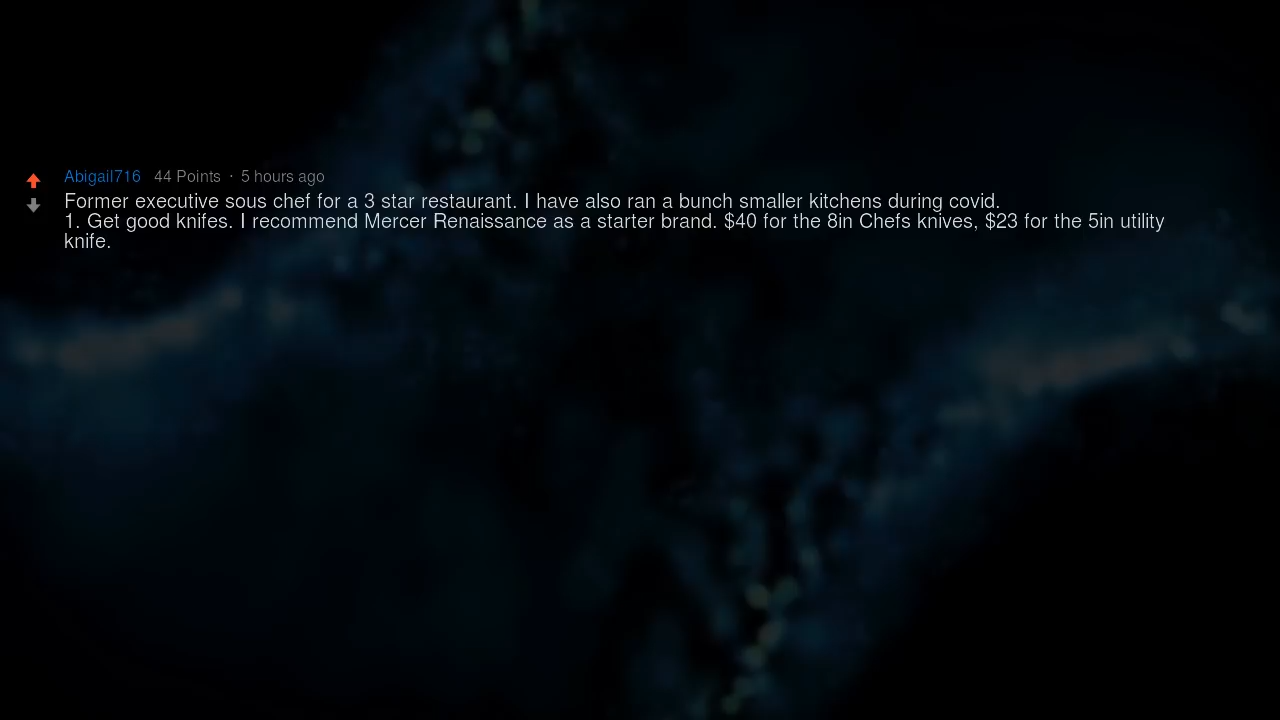 Abigail716 44 Points · 5 hours ago
Former executive sous chef for a 3 star restaurant. I have also ran a bunch smaller kitchens during covid.
1. Get good knifes. I recommend Mercer Renaissance as a starter brand. $40 for the 8in Chefs knives, $23 for the 5in utility
knife.